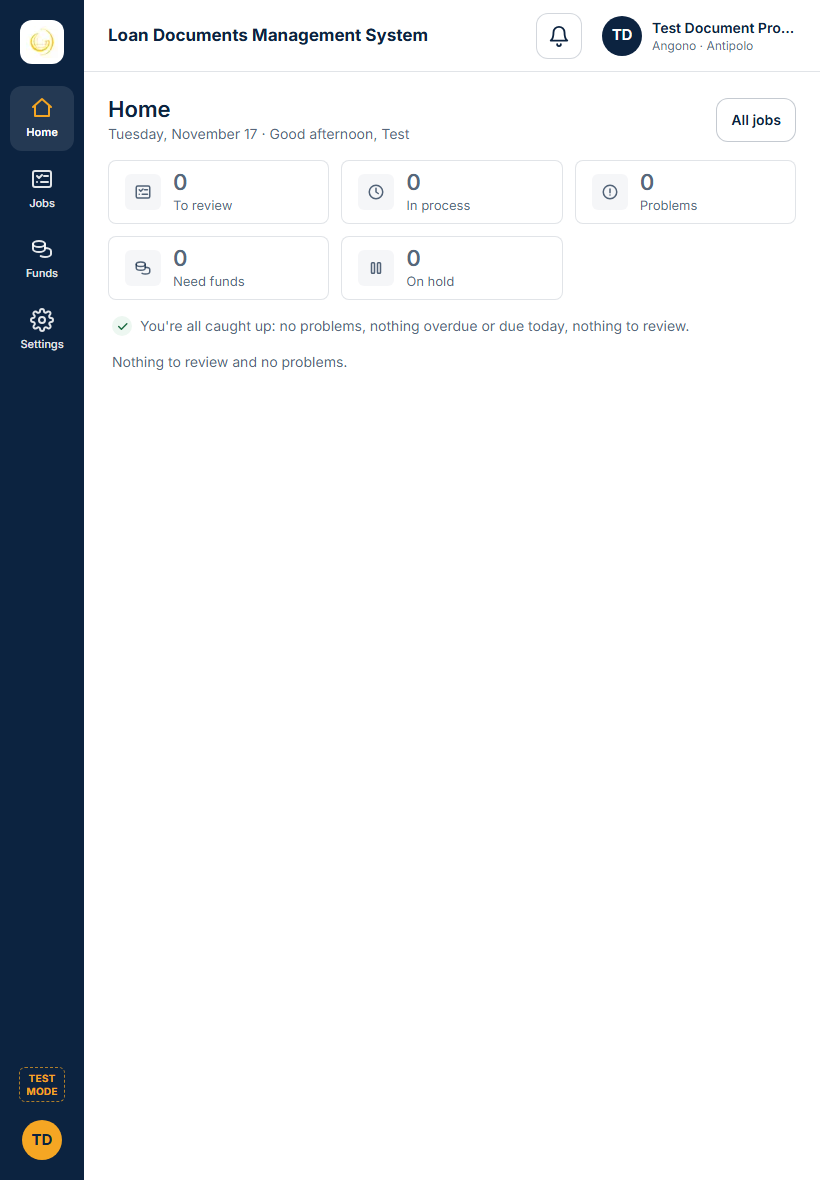 Loan Documents Management System
TD
Test Document Pro...
Angono · Antipolo
Home
Jobs
Funds
Settings
TEST
MODE
TD
Home
Tuesday, November 17 · Good afternoon, Test
All jobs
0
To review
0
In process
0
Problems
0
Need funds
0
On hold
You're all caught up: no problems, nothing overdue or due today, nothing to review.
Nothing to review and no problems.